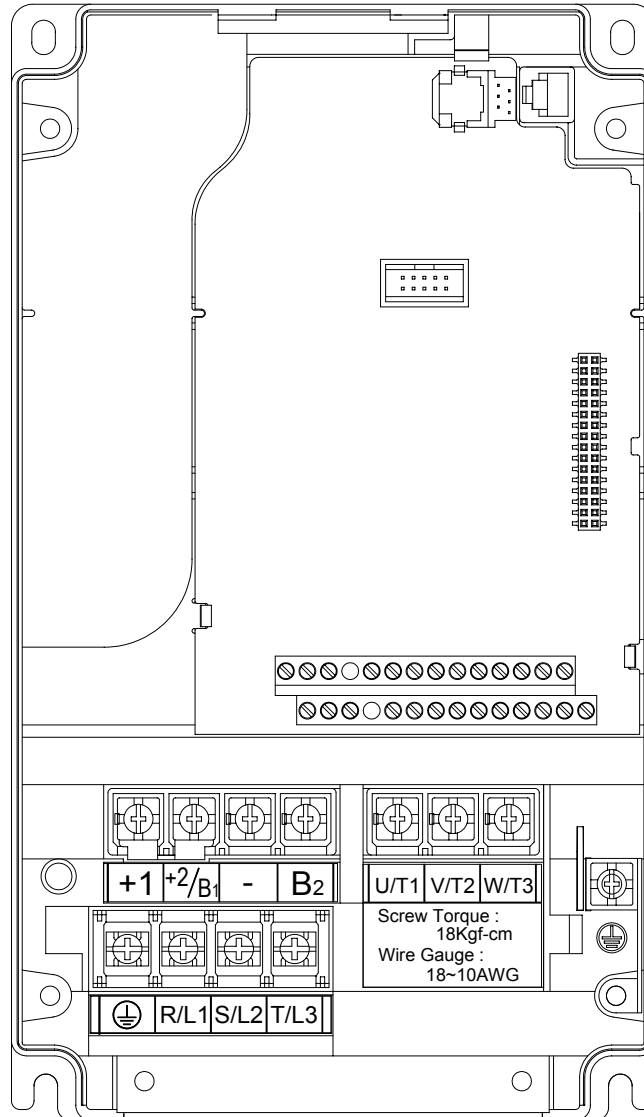 +1 +2/B1 - B2
U/T1 V/T2 W/T3
Screw Torque :
18Kgf-cm
Wire Gauge :
18~10AWG
R/L1 S/L2 T/L3